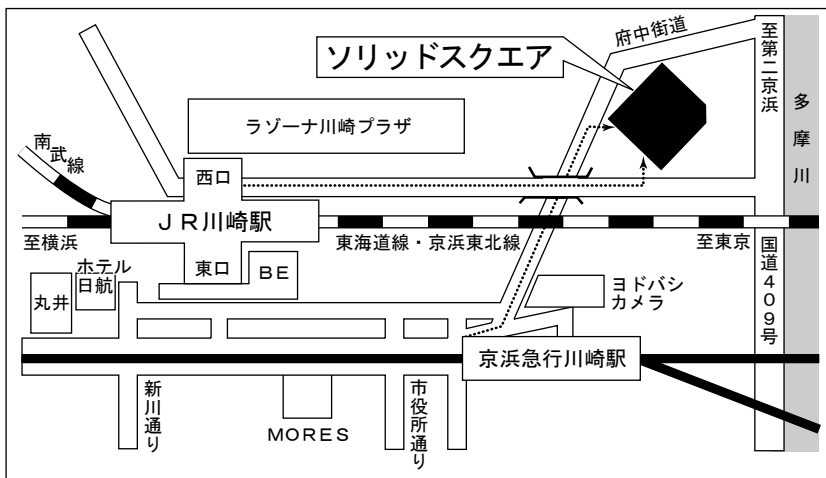 府中街道
ソリッドスクエア
至第二京浜
多摩川
ラゾーナ川崎プラザ
南武線
西口
JR川崎駅
至横浜
東海道線・京浜東北線
至東京
東口
BE
ホテル
日航
丸井
ヨドバシ
カメラ
国道409号
京浜急行川崎駅
新川通り
市役所通り
MORES